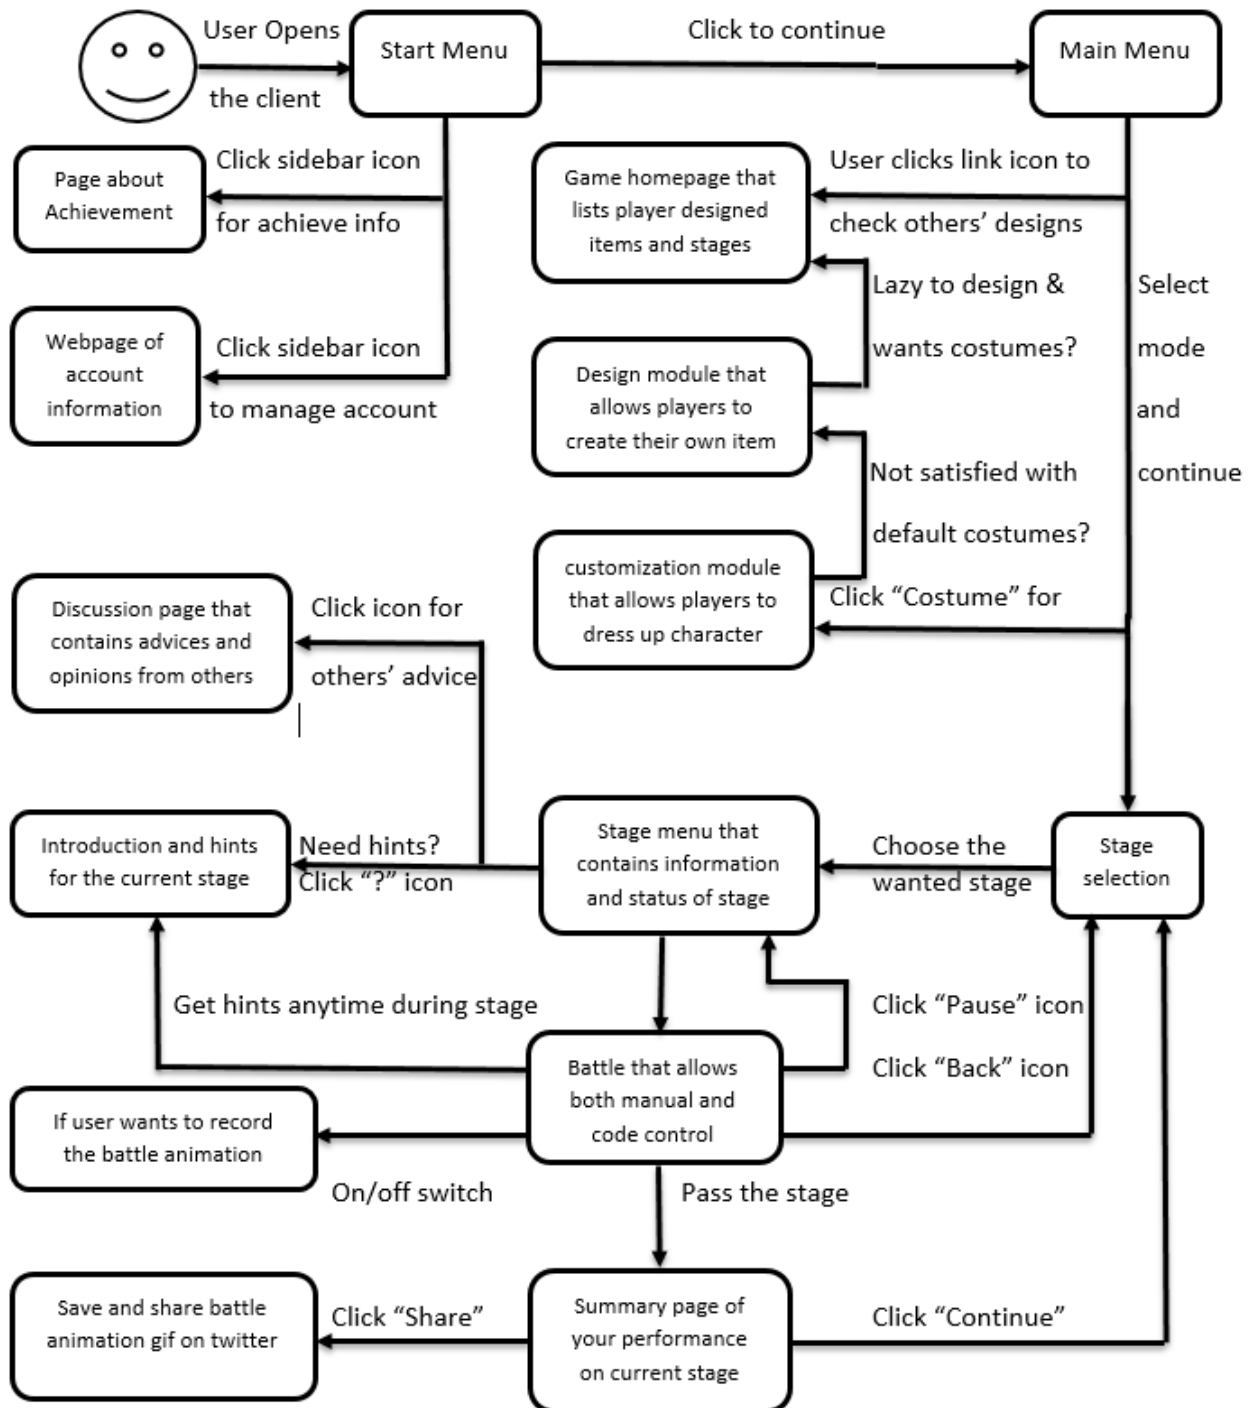 User Opens
the client
Start Menu
Click to continue
Main Menu
Page about
Achievement
Click sidebar icon
for achieve info
Game homepage that
lists player designed
items and stages
User clicks link icon to
check others’ designs
Webpage of
account
information
Click sidebar icon
to manage account
Lazy to design &
wants costumes?
Select
mode
and
continue
Design module that
allows players to
create their own item
Not satisfied with
default costumes?
customization module
that allows players to
dress up character
Click “Costume” for
Discussion page that
contains advices and
opinions from others
Click icon for
others’ advice
Introduction and hints
for the current stage
Need hints?
Click “?” icon
Stage menu that
contains information
and status of stage
Choose the
wanted stage
Stage
selection
Get hints anytime during stage
Click “Pause” icon
Click “Back” icon
Battle that allows
both manual and
code control
If user wants to record
the battle animation
On/off switch
Pass the stage
Save and share battle
animation gif on twitter
Click “Share”
Summary page of
your performance
on current stage
Click “Continue”